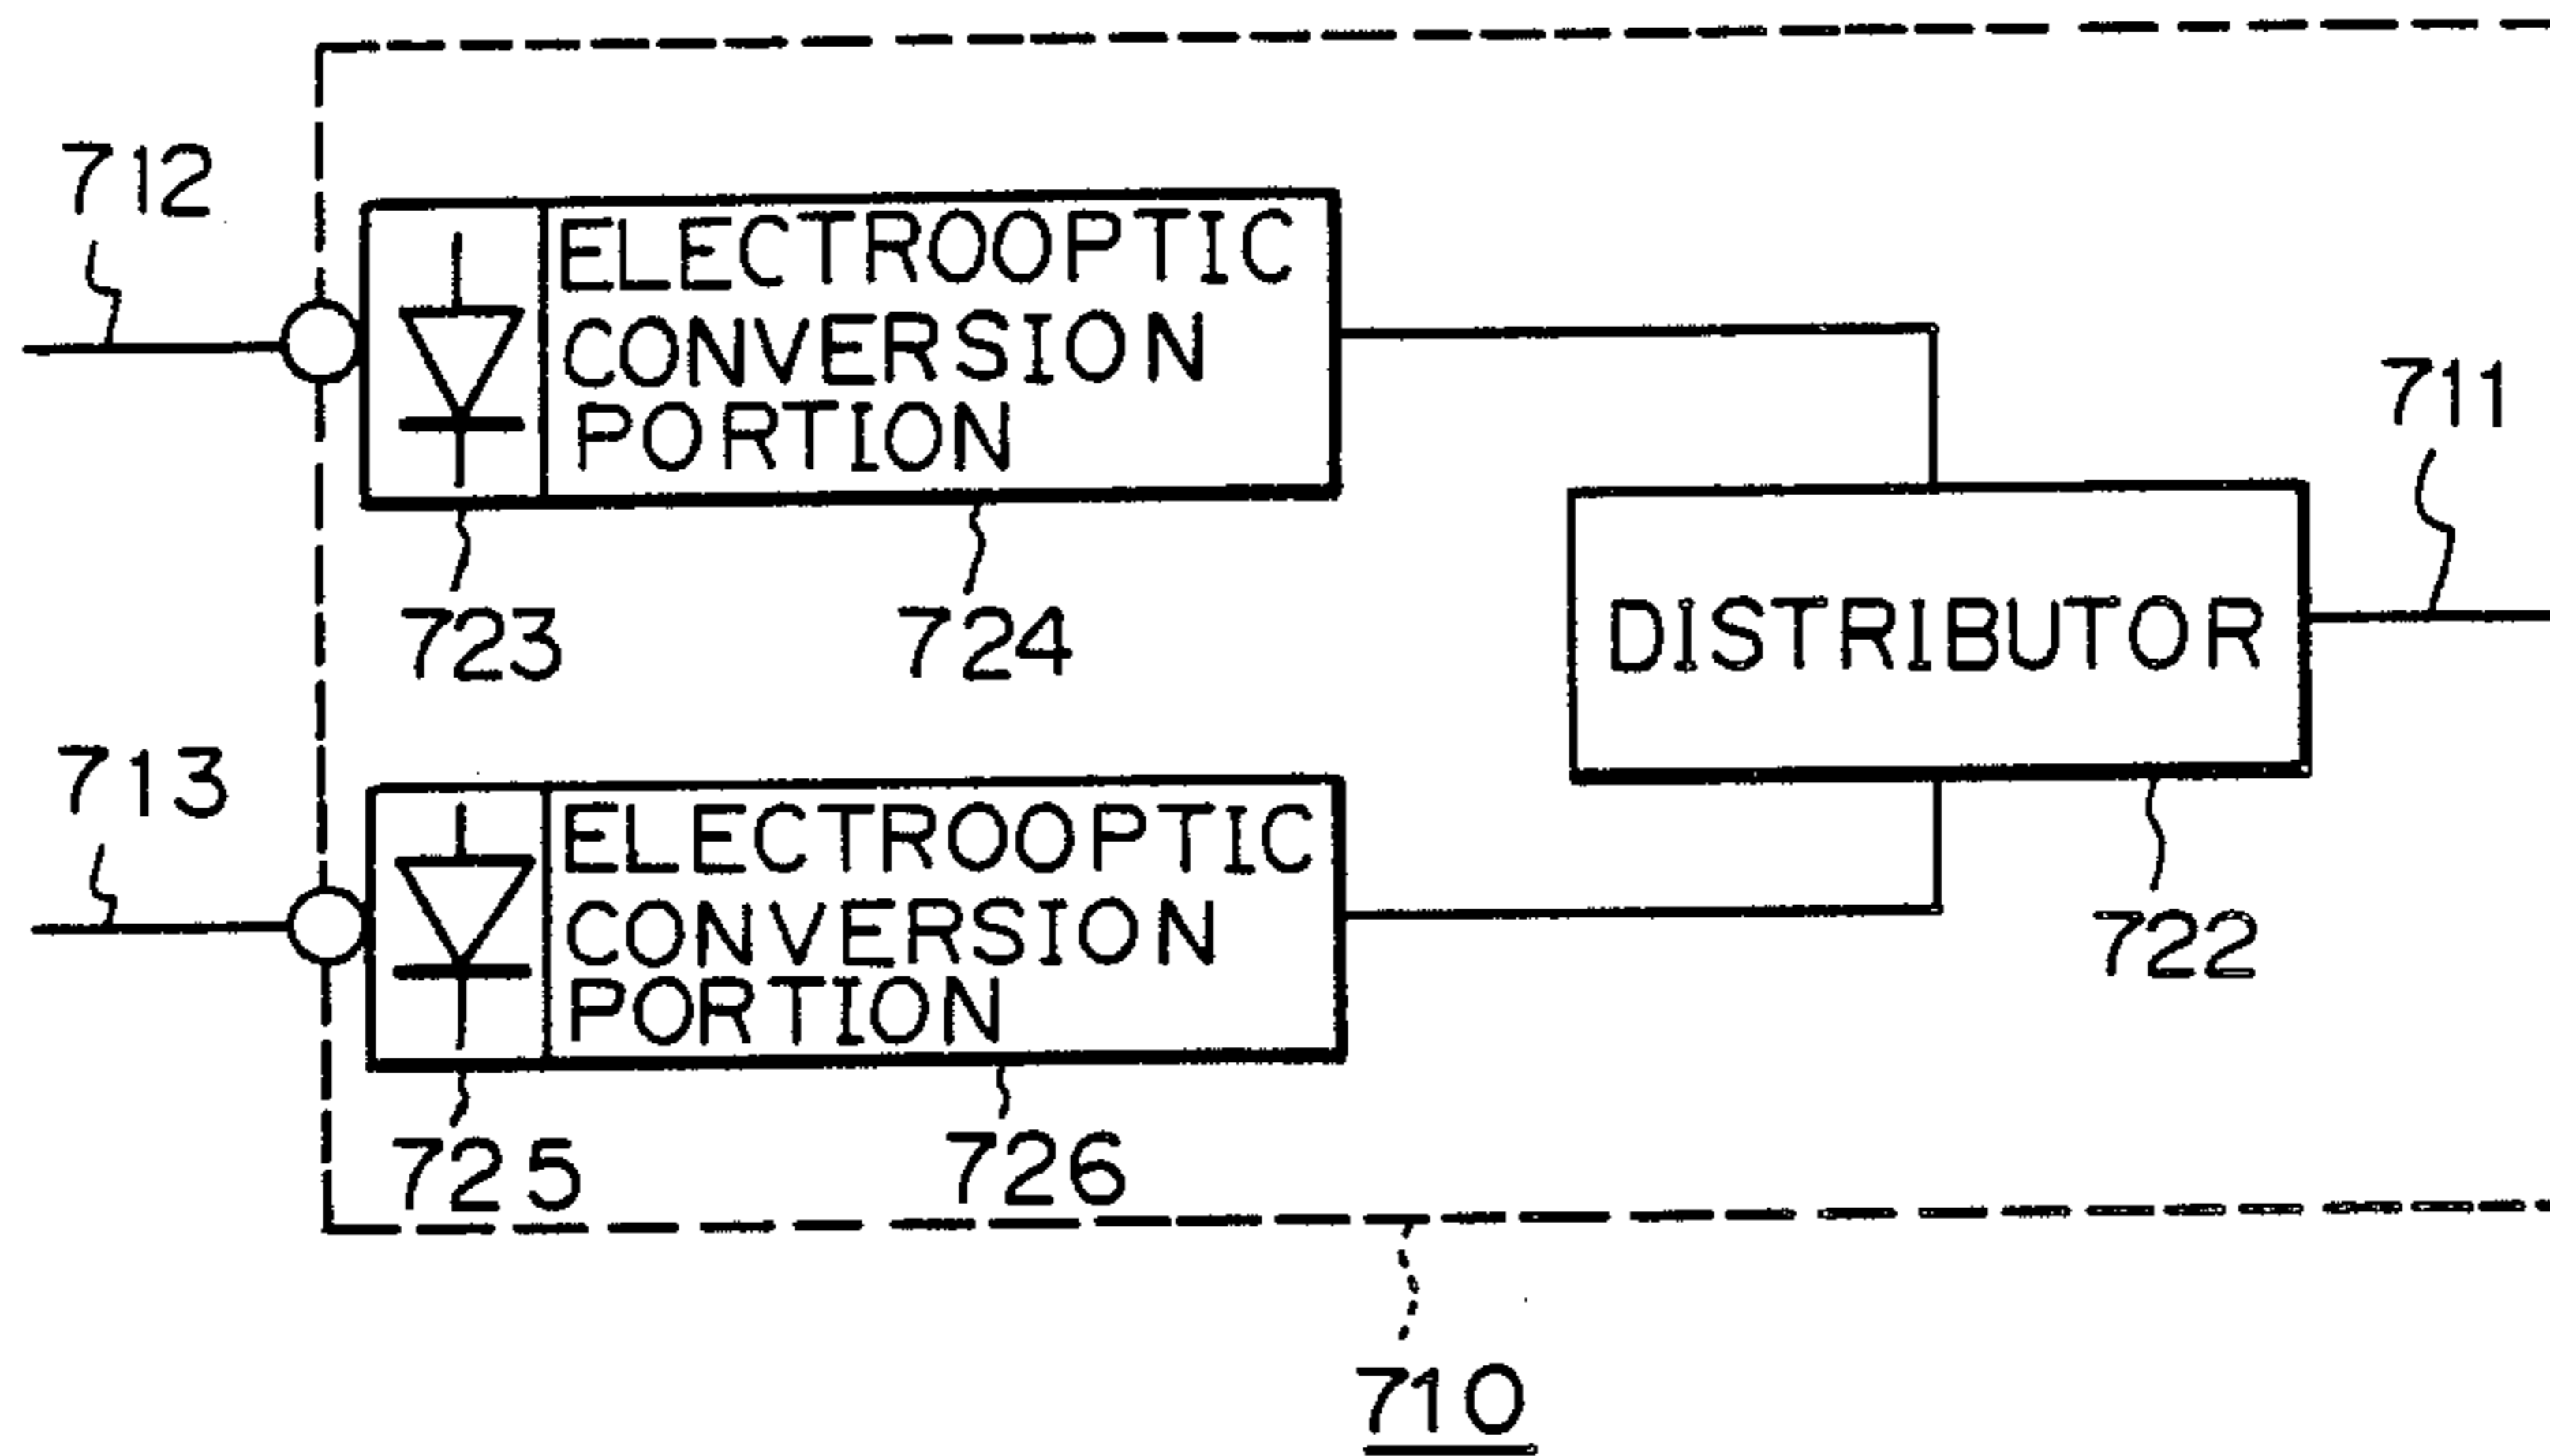 712
ELECTROOPTIC
CONVERSION
PORTION
711
723
724
DISTRIBUTOR
713
ELECTROOPTIC
CONVERSION
PORTION
722
725
726
710